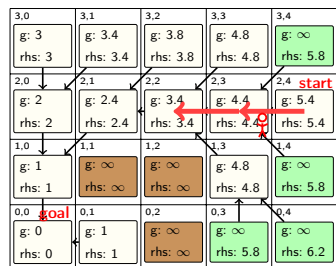 3,0 3,1 3,2 3,3 3,4
g: 3 g: 3.4 g: 3.8 g: 4.8 g: ∞
rhs: 3 rhs: 3.4 rhs: 3.8 rhs: 4.8 rhs: 5.8
2,0 2,1 2,2 2,3 2,4
start
g: 2 g: 2.4 g: 3.4 g: 4.4 g: 5.4
rhs: 2 rhs: 2.4 rhs: 3.4 rhs: 4.4 rhs: 5.4
1,0 1,1 1,2 1,3 1,4
g: 1 g: ∞ g: ∞ g: 4.8 g: ∞
rhs: 1 rhs: ∞ rhs: ∞ rhs: 4.8 rhs: 5.8
0,0 0,1 0,2 0,3 0,4
goal
g: 0 g: 1 g: ∞ g: ∞ g: ∞
rhs: 0 rhs: 1 rhs: ∞ rhs: 5.8 rhs: 6.2